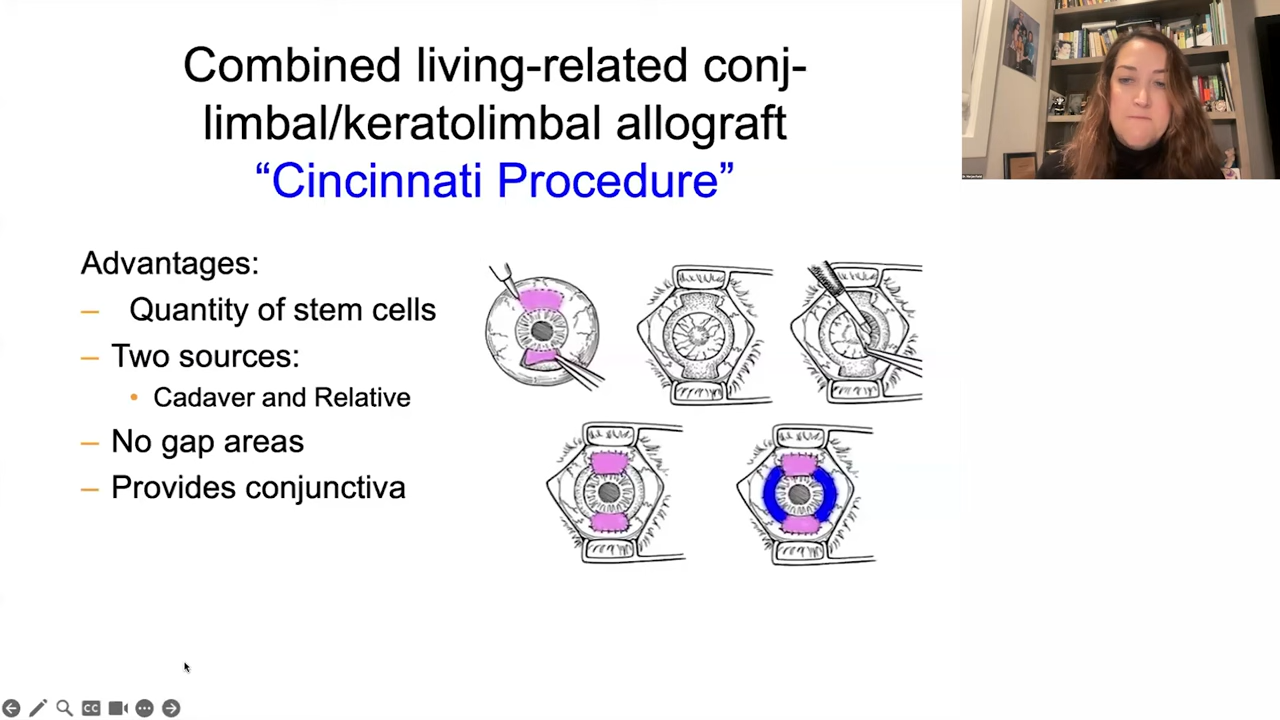 Combined living-related conj-
limbal/keratolimbal allograft
“Cincinnati Procedure”
Advantages:
– Quantity of stem cells
– Two sources:
• Cadaver and Relative
– No gap areas
– Provides conjunctiva
CC